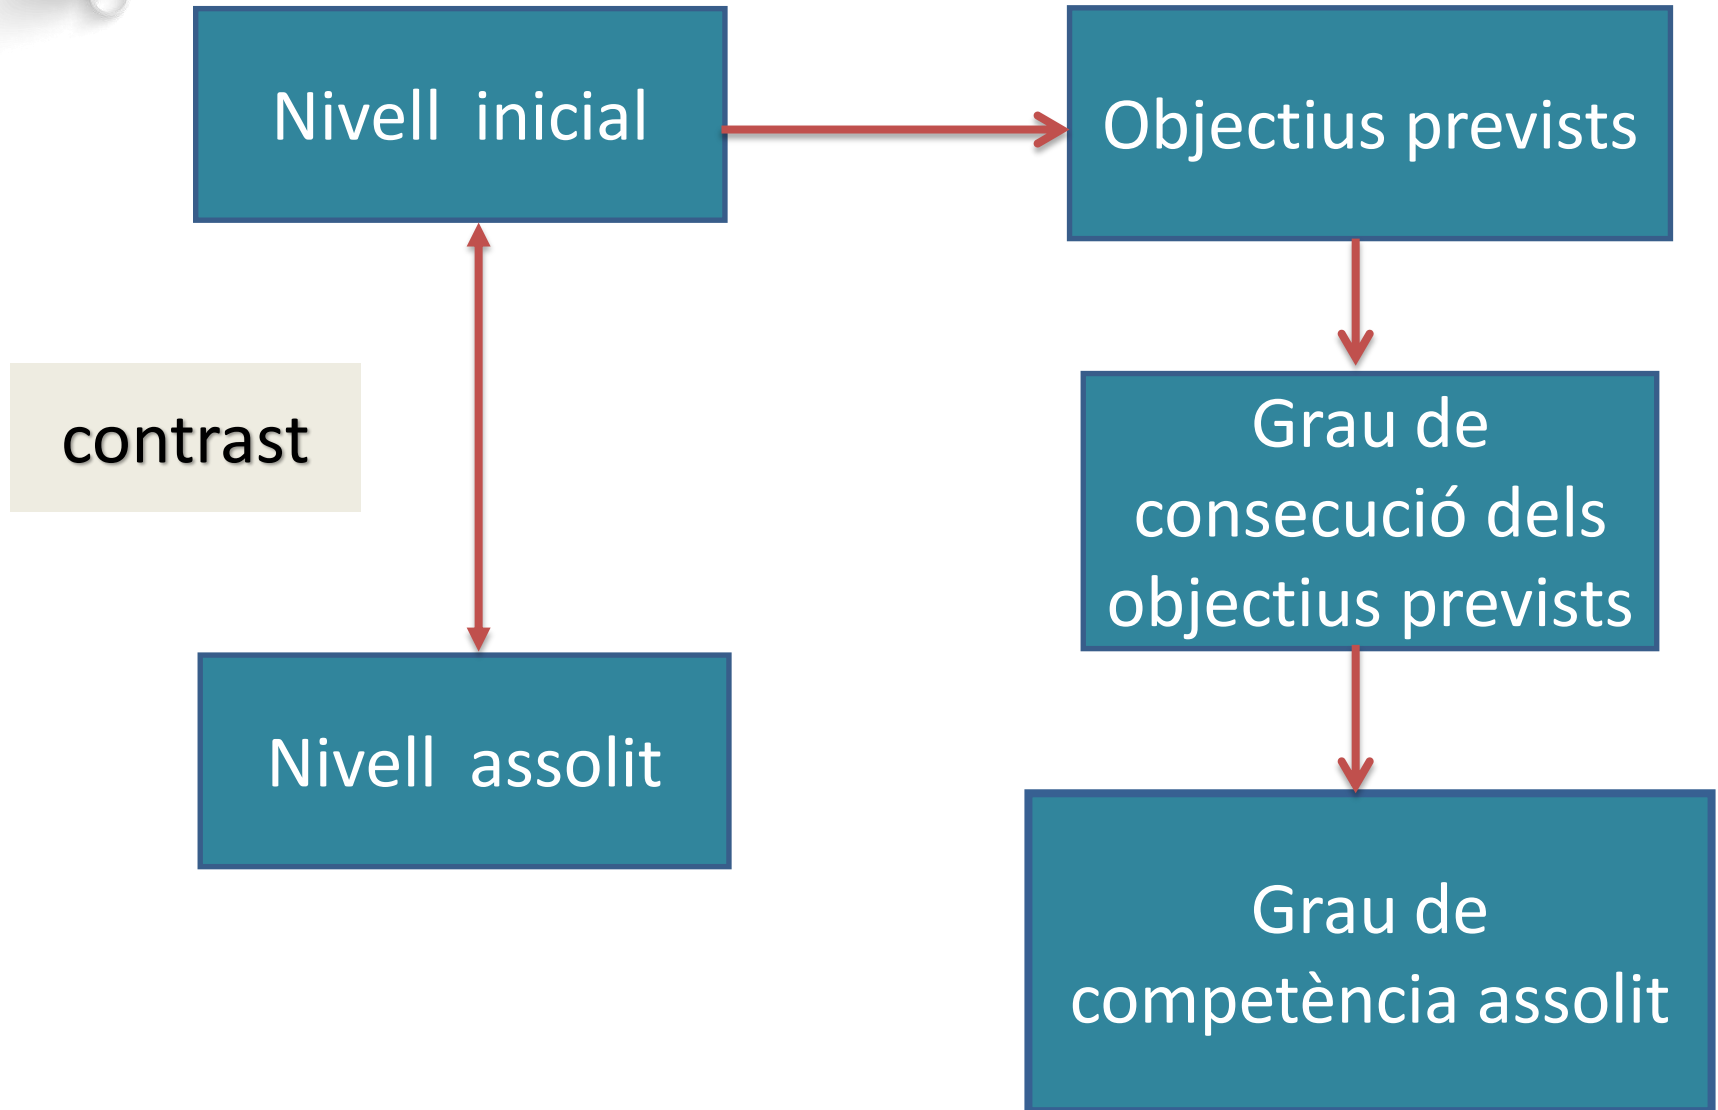 Nivell inicial
Objectius prevists
contrast
Grau de
consecució dels
objectius prevists
Nivell assolit
Grau de
competència assolit